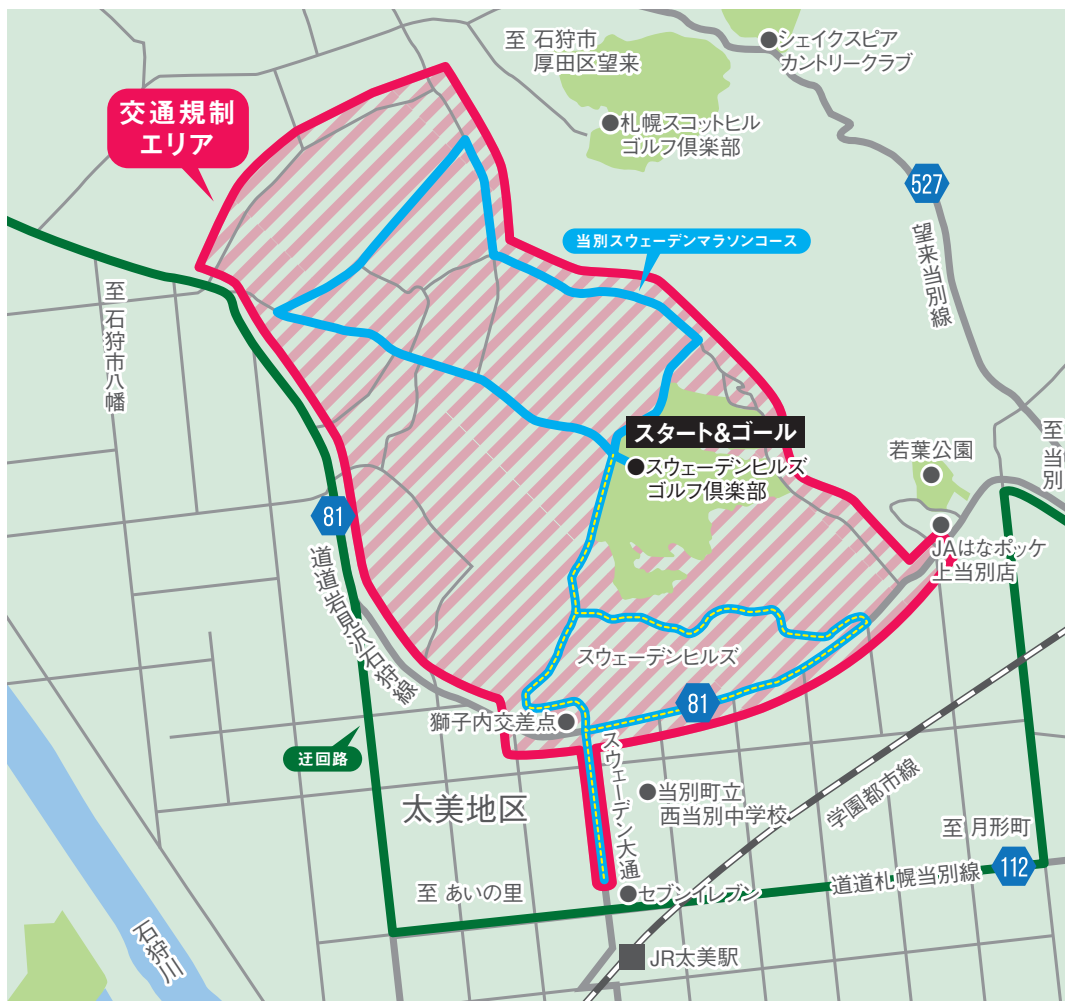 至 石狩市
厚田区望来
シェイクスピア
カントリークラブ
交通規制
エリア
札幌スコットヒル
ゴルフ倶楽部
527
望来当別線
当別スウェーデンマラソンコース
至 石狩市八幡
スタート&ゴール
スウェーデンヒルズ
ゴルフ倶楽部
若葉公園
JAはなポッケ
上当別店
81
道道岩見沢石狩線
スウェーデンヒルズ
81
獅子内交差点
迂回路
スウェーデン大通
太美地区
当別町立
西当別中学校
学園都市線
至 月形町
112
道道札幌当別線
至 あいの里
セブンイレブン
石狩川
JR太美駅